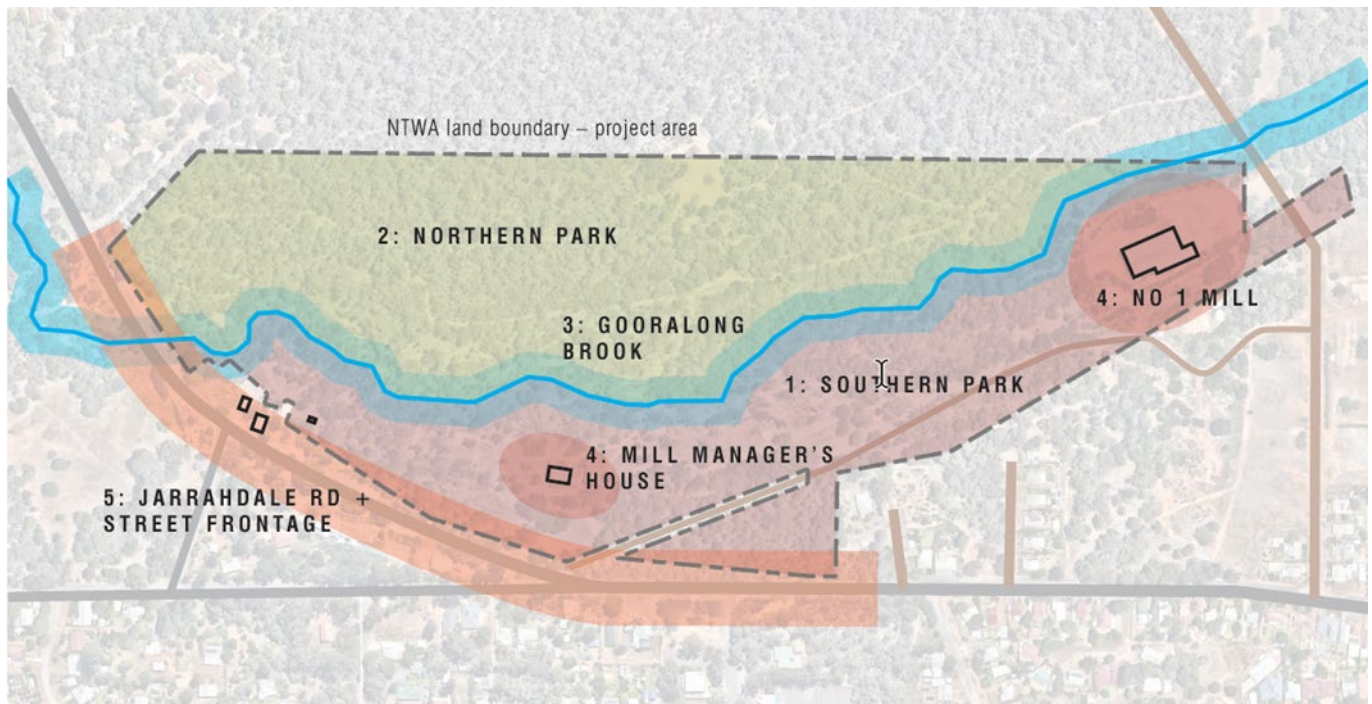 NTWA land boundary – project area
2: NORTHERN PARK
3: GOORALONG
BROOK
4: NO 1 MILL
1: SOUTHERN PARK
4: MILL MANAGER'S
HOUSE
5: JARRAHDALE RD +
STREET FRONTAGE